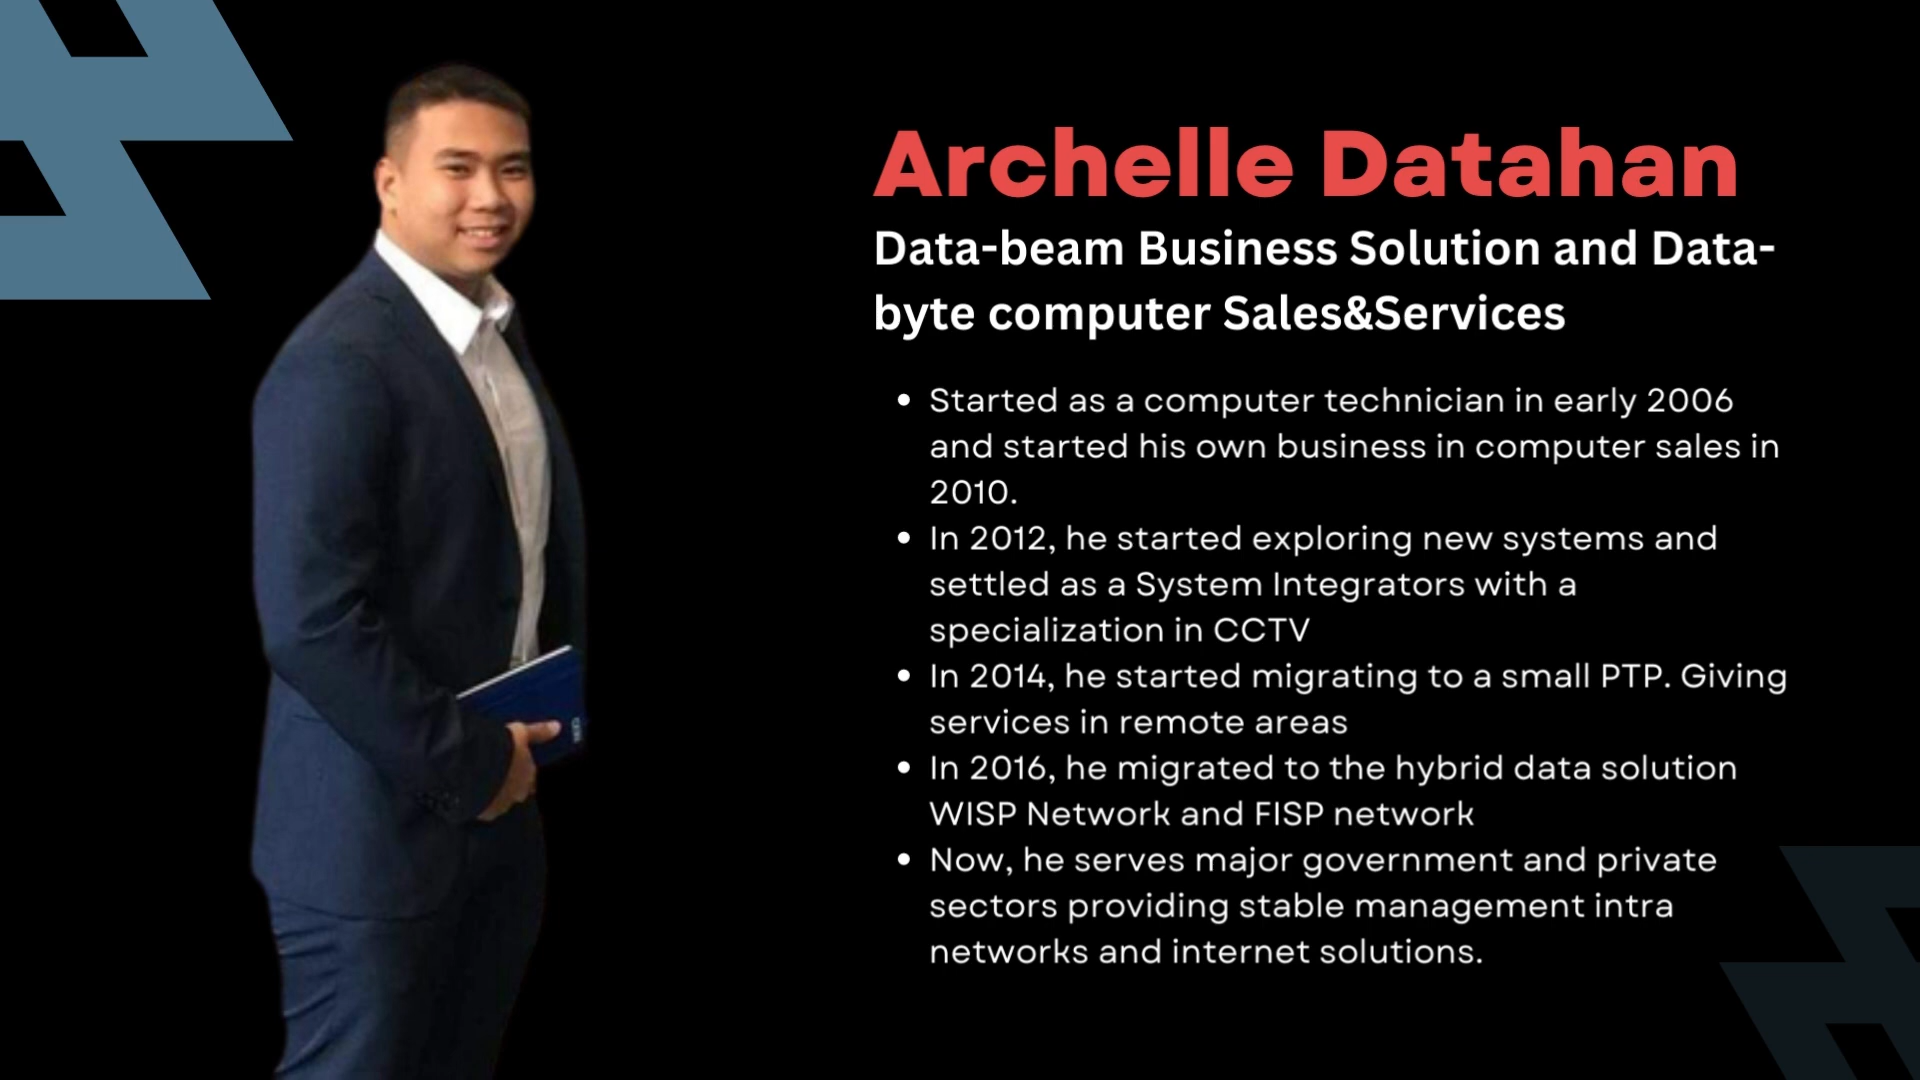 Archelle Datahan
Data-beam Business Solution and Data-
byte computer Sales&Services
• Started as a computer technician in early 2006
and started his own business in computer sales in
2010.
• In 2012, he started exploring new systems and
settled as a System Integrators with a
specialization in CCTV
• In 2014, he started migrating to a small PTP. Giving
services in remote areas
• In 2016, he migrated to the hybrid data solution
WISP Network and FISP network
• Now, he serves major government and private
sectors providing stable management intra
networks and internet solutions.